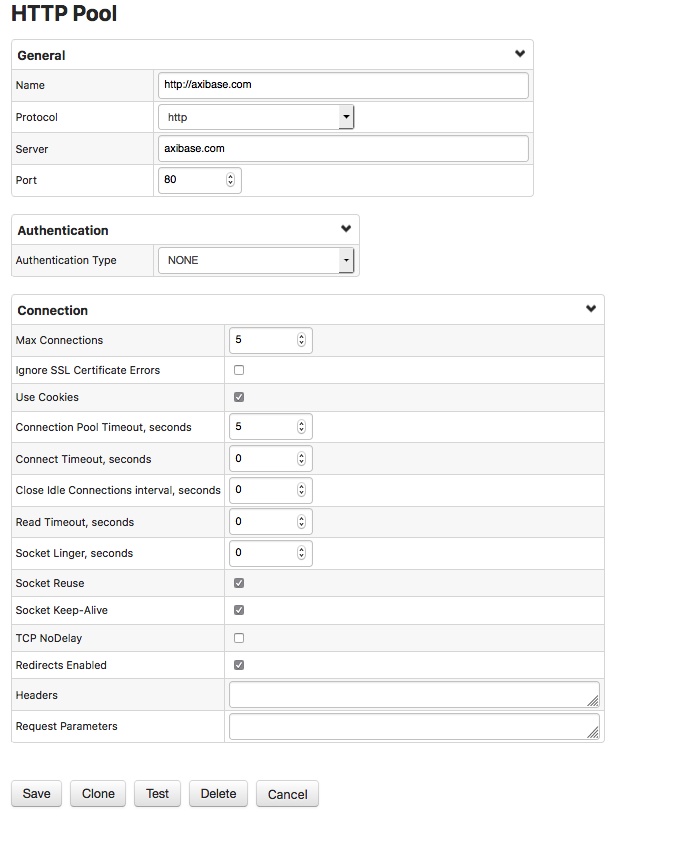 HTTP Pool
General
Name http://axibase.com
Protocol http
Server axibase.com
Port 80
Authentication
Authentication Type NONE
Connection
Max Connections 5
Ignore SSL Certificate Errors
Use Cookies
Connection Pool Timeout, seconds 5
Connect Timeout, seconds 0
Close Idle Connections interval, seconds 0
Read Timeout, seconds 0
Socket Linger, seconds 0
Socket Reuse
Socket Keep-Alive
TCP NoDelay
Redirects Enabled
Headers
Request Parameters
Save Clone Test Delete Cancel